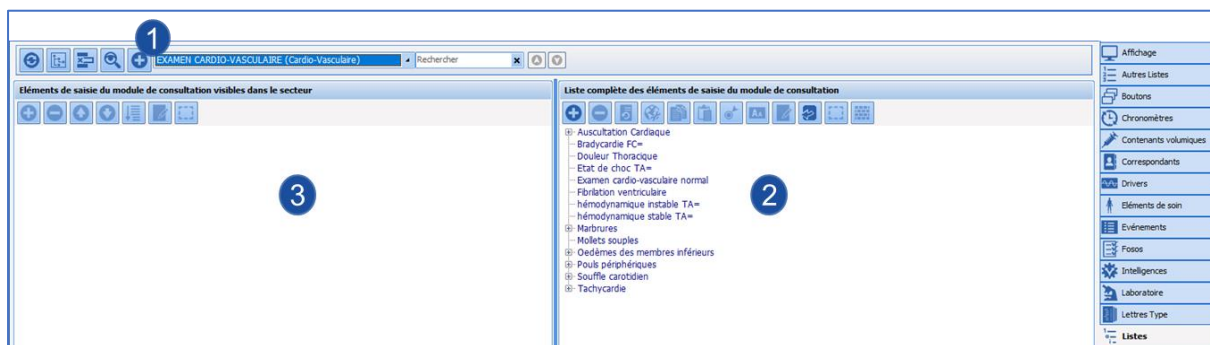 1
EXAMEN CARDIO-VASCULAIRE (Cardio-Vasculaire)
Rechercher
Eléments de saisie du module de consultation visibles dans le secteur
3
Liste complète des éléments de saisie du module de consultation
Aa
Auscultation Cardiaque
Bradycardie FC=
Douleur Thoracique
Etat de choc TA=
Examen cardio-vasculaire normal
Fibrilation ventriculaire
hémodynamique instable TA=
hémodynamique stable TA=
Marbrures
Mollets souples
Oedèmes des membres inférieurs
Pouls périphériques
Souffle carotidien
Tachycardie
2
Affichage
Autres Listes
Boutons
Chronomètres
Contenants volumiques
Correspondants
Drivers
Eléments de soin
Evénements
Fosos
Intelligences
Laboratoire
Lettres Type
Listes